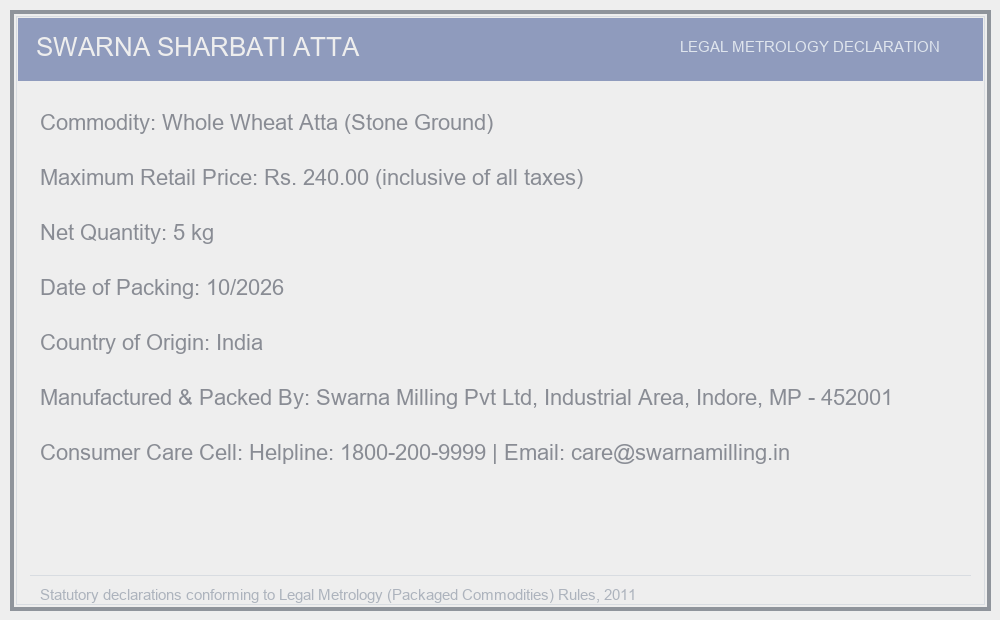 SWARNA SHARBATI ATTA
LEGAL METROLOGY DECLARATION
Commodity: Whole Wheat Atta (Stone Ground)
Maximum Retail Price: Rs. 240.00 (inclusive of all taxes)
Net Quantity: 5 kg
Date of Packing: 10/2026
Country of Origin: India
Manufactured & Packed By: Swarna Milling Pvt Ltd, Industrial Area, Indore, MP - 452001
Consumer Care Cell: Helpline: 1800-200-9999 | Email: care@swarnamilling.in
Statutory declarations conforming to Legal Metrology (Packaged Commodities) Rules, 2011